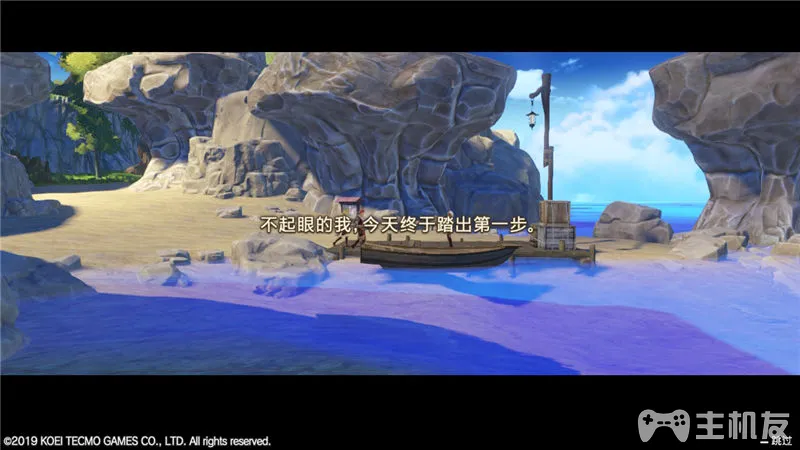 不起眼的我,今天终于踏出第一步。
©2019 KOEI TECMO GAMES CO., LTD. All rights reserved.
主机友
跳过